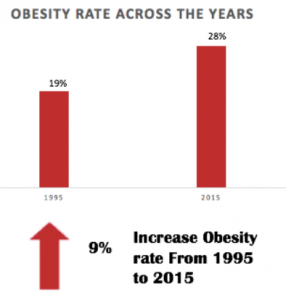 OBESITY RATE ACROSS THE YEARS
28%
19%
1995
2015
9%
Increase Obesity
rate From 1995
to 2015